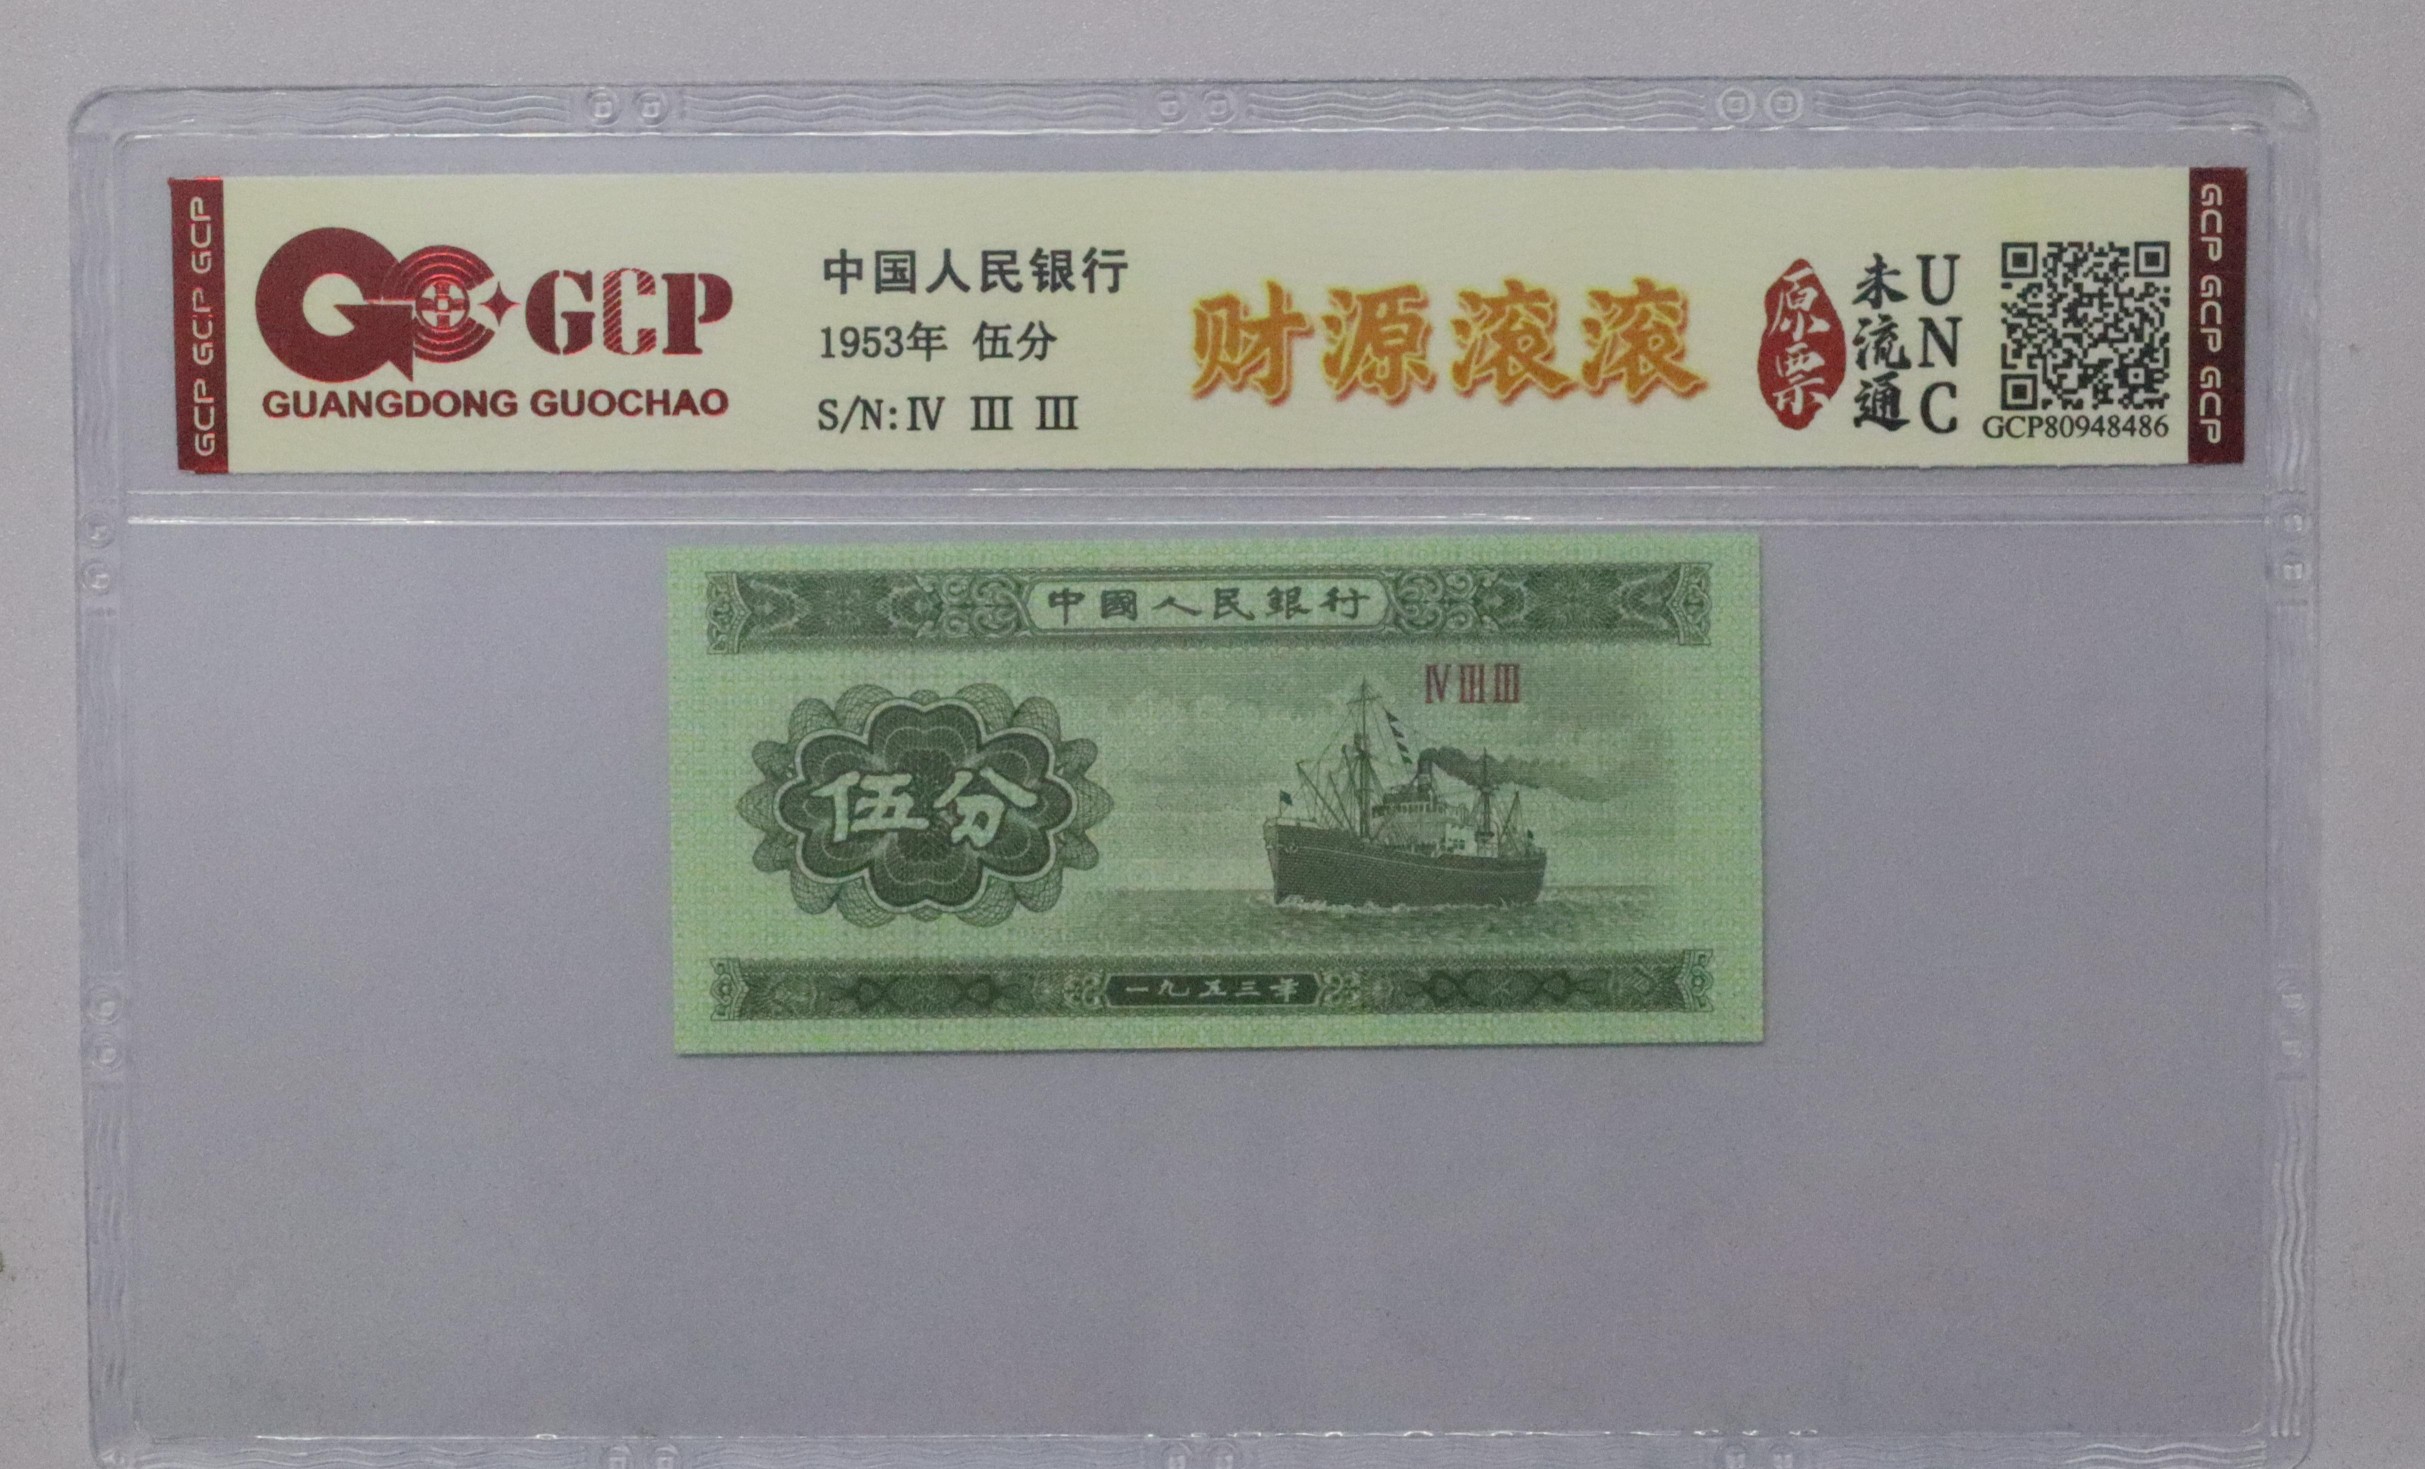 GCP GCP GCP
GCP
GUANGDONG GUOCHAO
中国人民银行
1953年 伍分
S/N:Ⅳ Ⅲ Ⅲ
财源滚滚
原票
未流通
UNC
GCP80948486
GCP GCP GCP
中國人民銀行
Ⅳ Ⅲ Ⅲ
伍分
一九五三年